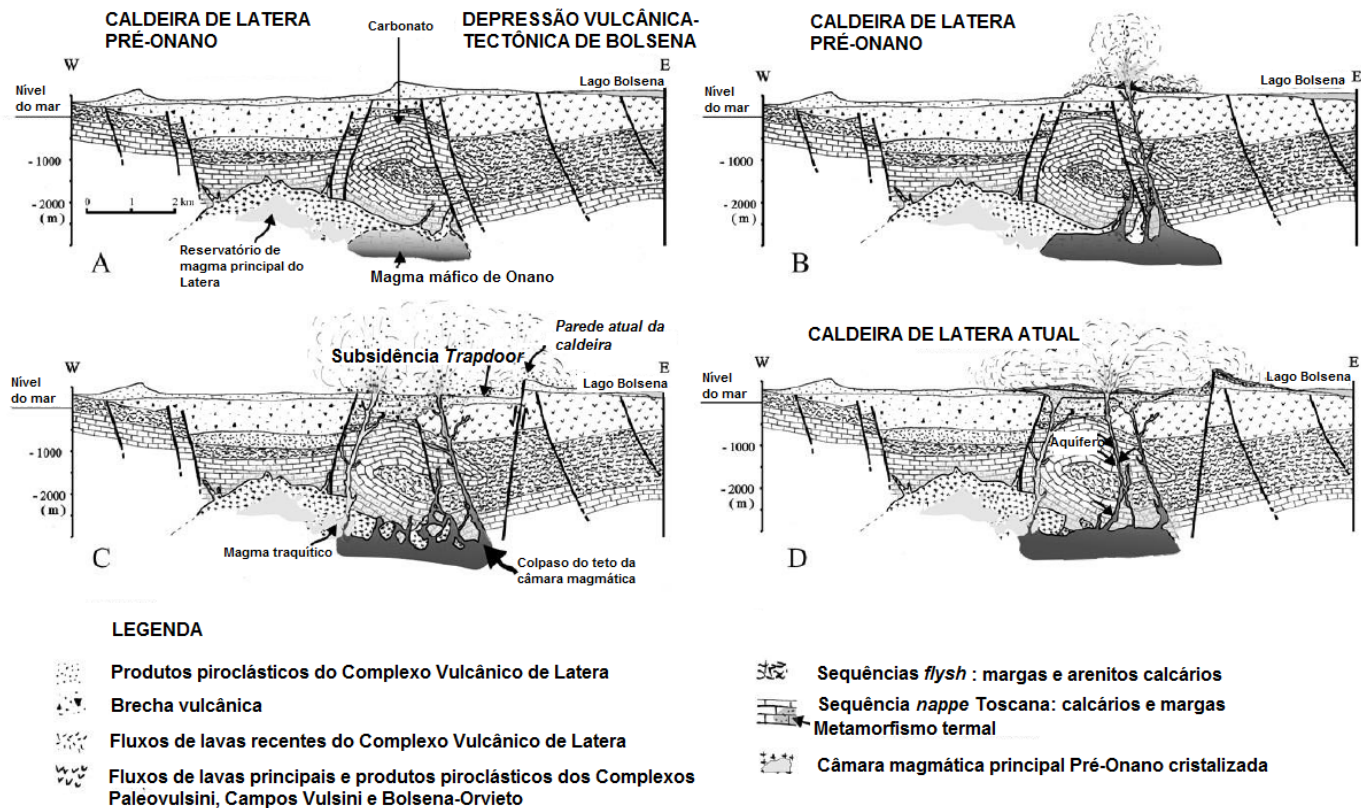 CALDEIRA DE LATERA
PRÉ-ONANO
Carbonato
DEPRESSÃO VULCÂNICA-
TECTÔNICA DE BOLSENA
W
E
Lago Bolsena
Nível
do mar
- 1000
- 2000
( m )
0 1 2 km
Reservatório de
magma principal do
Latera
Magma máfico de Onano
A
CALDEIRA DE LATERA
PRÉ-ONANO
W
E
Lago Bolsena
Nível
do mar
- 1000
- 2000
( m )
B
Subsidência Trapdoor
Parede atual da
caldeira
W
E
Lago Bolsena
Nível
do mar
- 1000
- 2000
( m )
Magma traquítico
Colpaso do teto da
câmara magmática
C
CALDEIRA DE LATERA ATUAL
W
E
Lago Bolsena
Nível
do mar
Aquífero
- 1000
- 2000
( m )
D
LEGENDA
Produtos piroclásticos do Complexo Vulcânico de Latera
Brecha vulcânica
Fluxos de lavas recentes do Complexo Vulcânico de Latera
Fluxos de lavas principais e produtos piroclásticos dos Complexos
Paleovulsini, Campos Vulsini e Bolsena-Orvieto
Sequências flysh : margas e arenitos calcários
Sequência nappe Toscana: calcários e margas
Metamorfismo termal
Câmara magmática principal Pré-Onano cristalizada